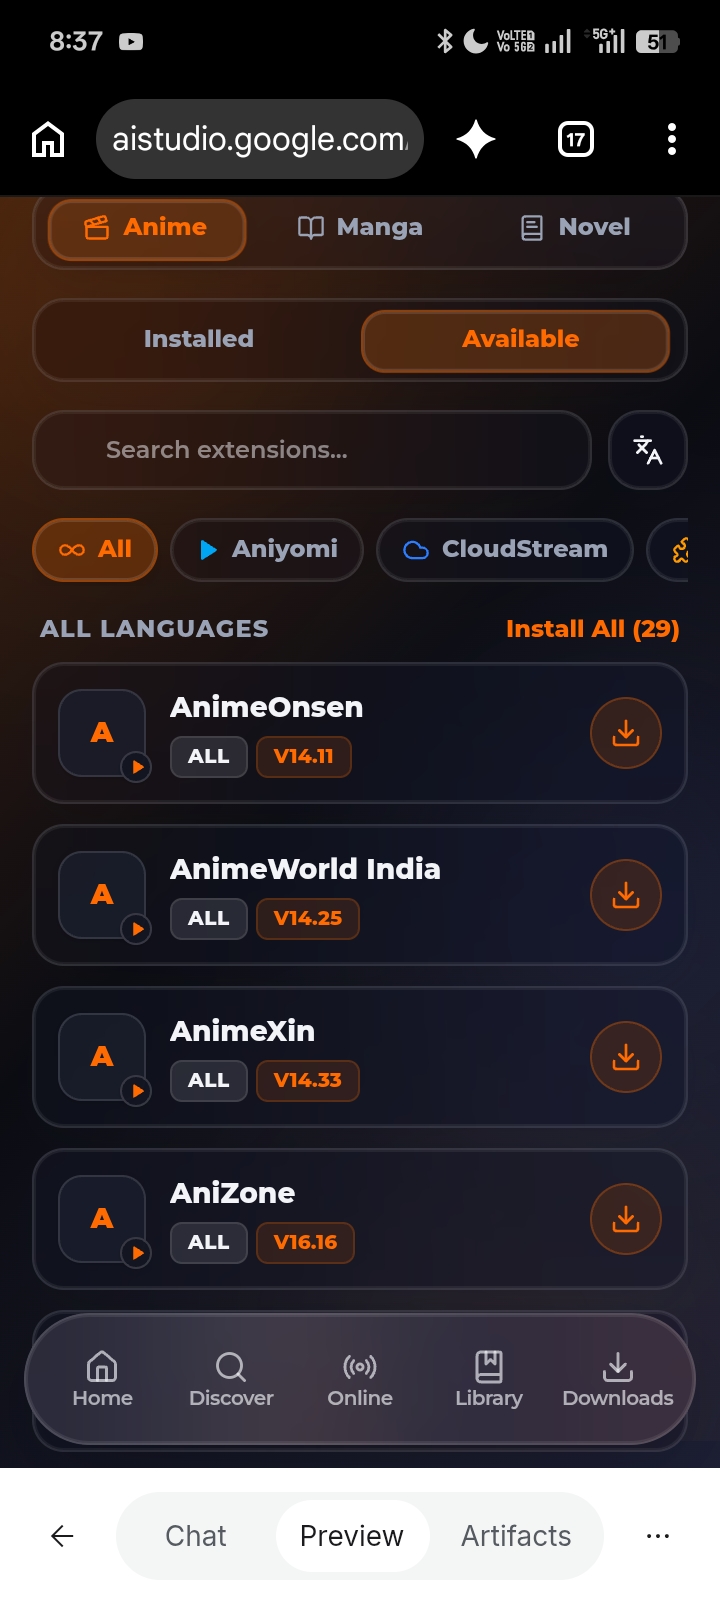 8:37
VoLTE
Vo 5G
5G+
51
aistudio.google.com/
17
Anime
Manga
Novel
Installed
Available
Search extensions...
All
Aniyomi
CloudStream
ALL LANGUAGES
Install All (29)
A
AnimeOnsen
ALL
V14.11
A
AnimeWorld India
ALL
V14.25
A
AnimeXin
ALL
V14.33
A
AniZone
ALL
V16.16
Home
Discover
Online
Library
Downloads
Chat
Preview
Artifacts